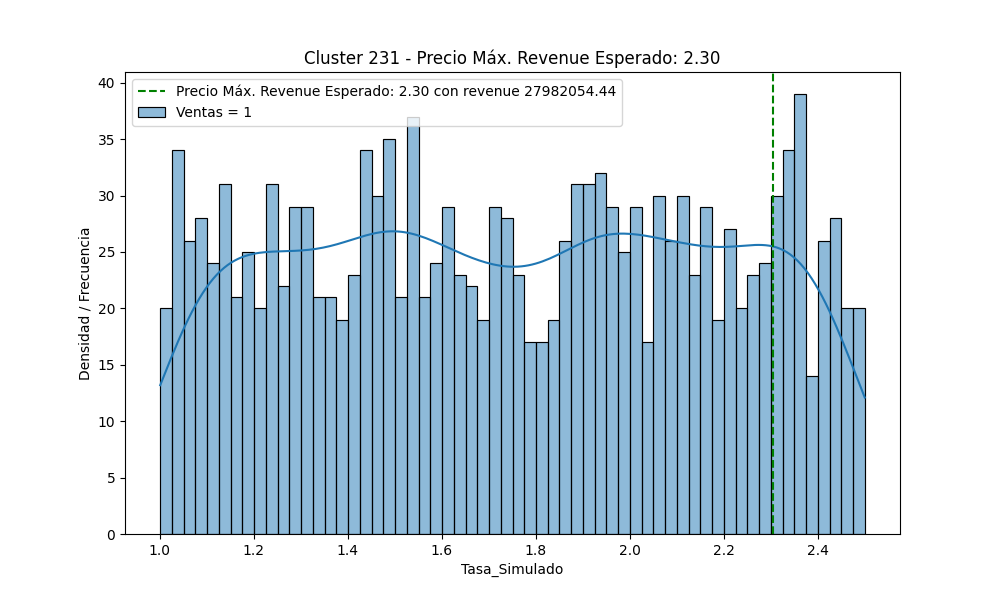 Cluster 231 - Precio Máx. Revenue Esperado: 2.30
Precio Máx. Revenue Esperado: 2.30 con revenue 27982054.44
Ventas = 1
Densidad / Frecuencia
40
35
30
25
20
15
10
5
0
1.0 1.2 1.4 1.6 1.8 2.0 2.2 2.4
Tasa_Simulado